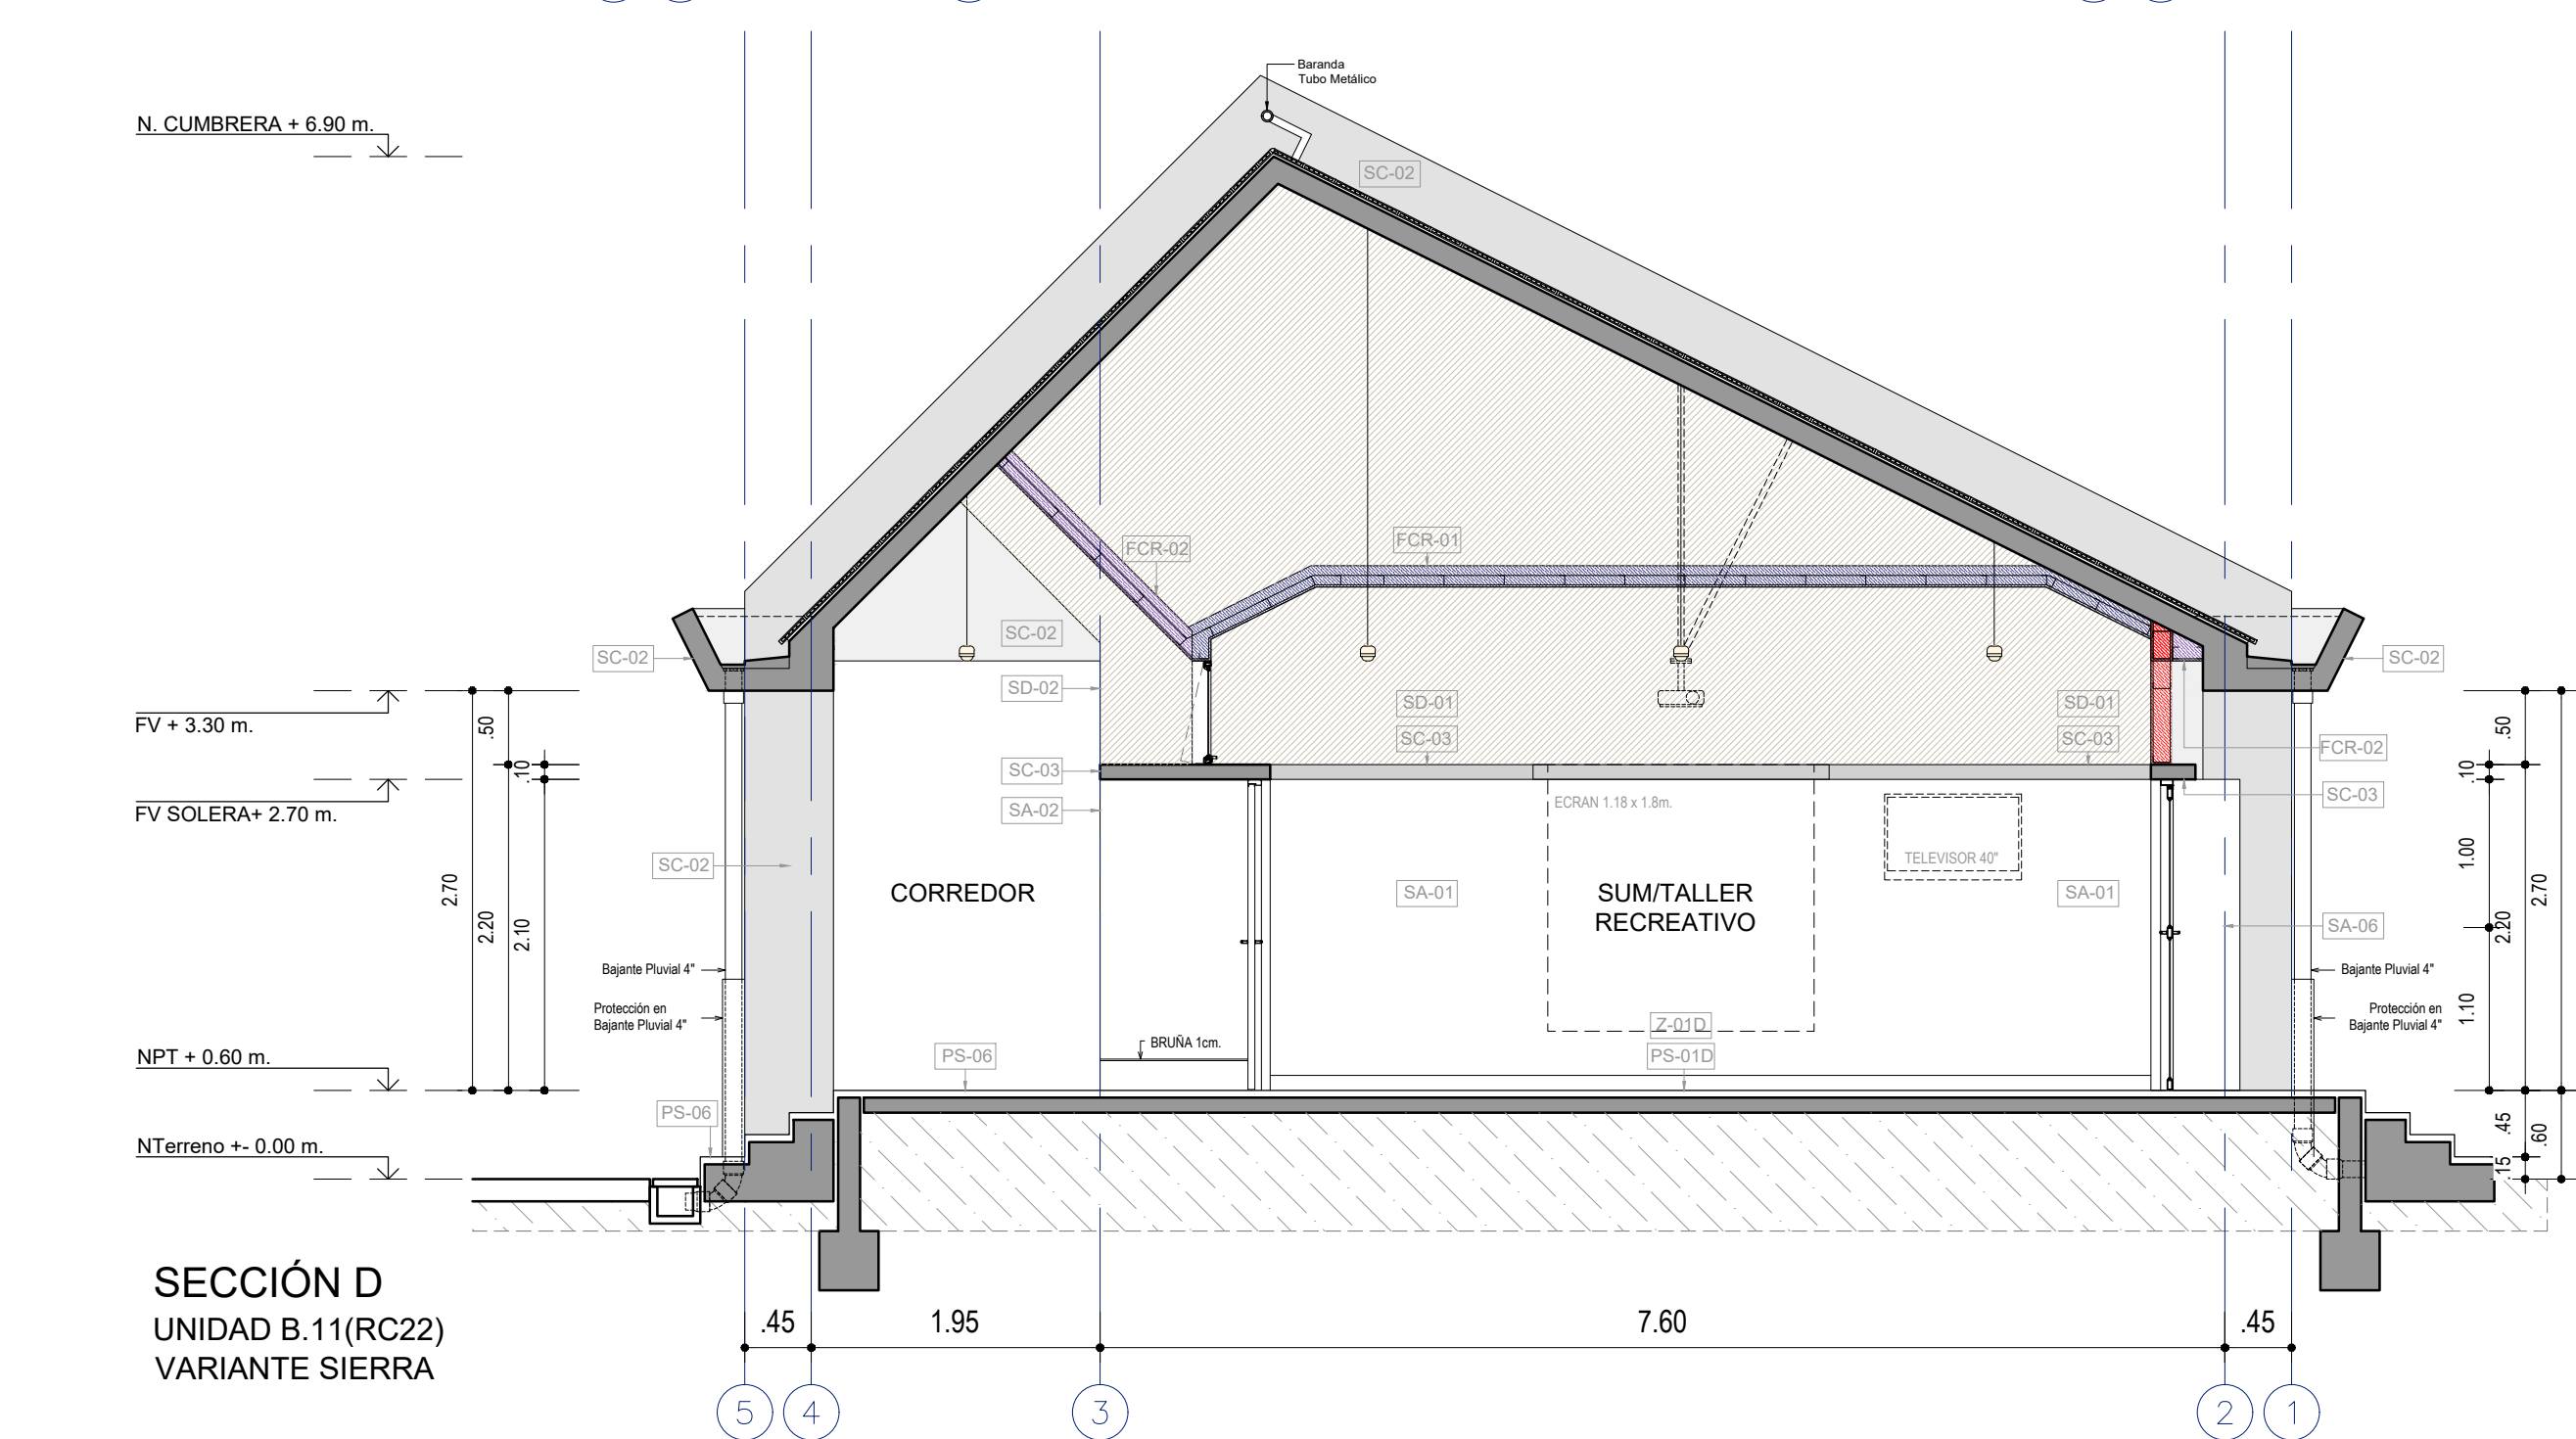 Baranda
Tubo Metálico
N. CUMBRERA + 6.90 m.
SC-02
FCR-02
FCR-01
SC-02
SC-02
SC-02
SD-02
SD-01
SD-01
FV + 3.30 m.
.50
.50
SC-03
SC-03
FCR-02
.10
SC-03
.10
SC-03
FV SOLERA+ 2.70 m.
SA-02
ECRAN 1.18 x 1.8m.
TELEVISOR 40"
1.00
SC-02
2.70
2.70
CORREDOR
SA-01
SUM/TALLER
RECREATIVO
SA-01
2.20
2.10
SA-06
2.20
Bajante Pluvial 4"
Bajante Pluvial 4"
Protección en
Bajante Pluvial 4"
Protección en
Bajante Pluvial 4"
1.10
Z-01D
BRUÑA 1cm.
NPT + 0.60 m.
PS-06
PS-01D
PS-06
.45
.60
NTerreno +- 0.00 m.
.15
SECCIÓN D
UNIDAD B.11(RC22)
VARIANTE SIERRA
.45
1.95
7.60
.45
5
4
3
2
1